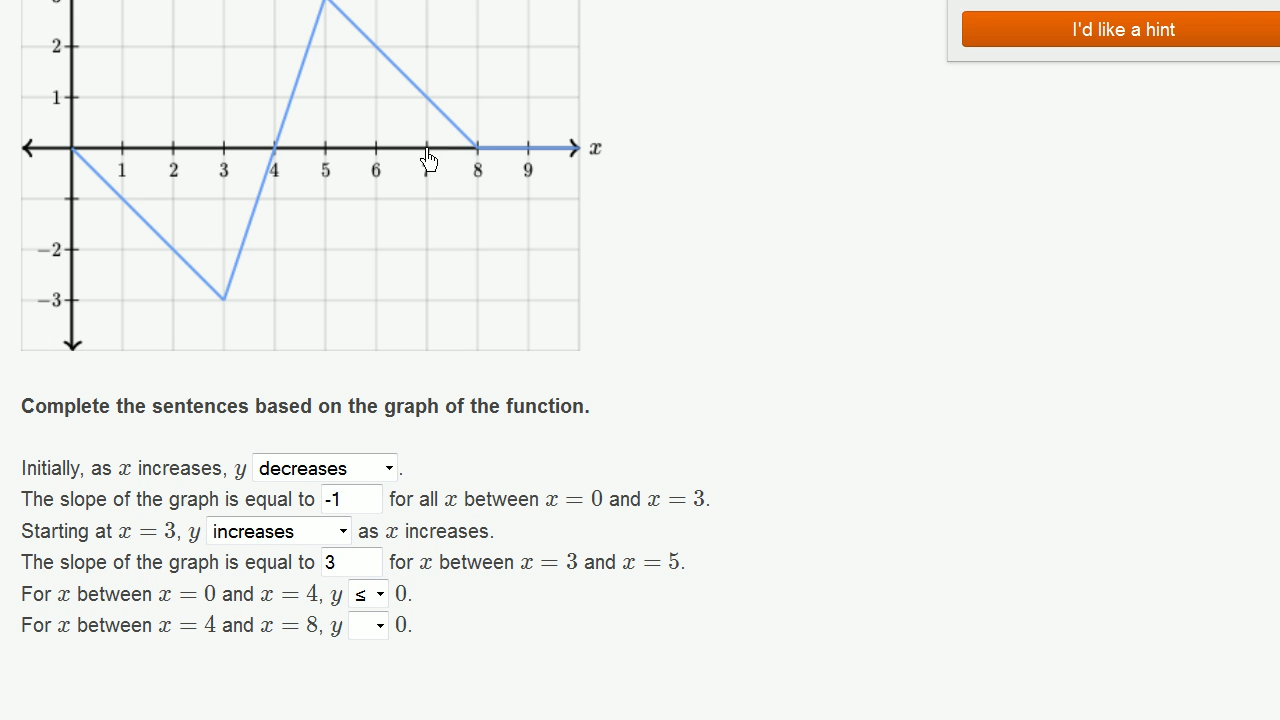 I'd like a hint
2
1
x
1 2 3 4 5 6 8 9
−2
−3
Complete the sentences based on the graph of the function.
Initially, as x increases, y decreases .
The slope of the graph is equal to -1 for all x between x = 0 and x = 3.
Starting at x = 3, y increases as x increases.
The slope of the graph is equal to 3 for x between x = 3 and x = 5.
For x between x = 0 and x = 4, y ≤ 0.
For x between x = 4 and x = 8, y 0.